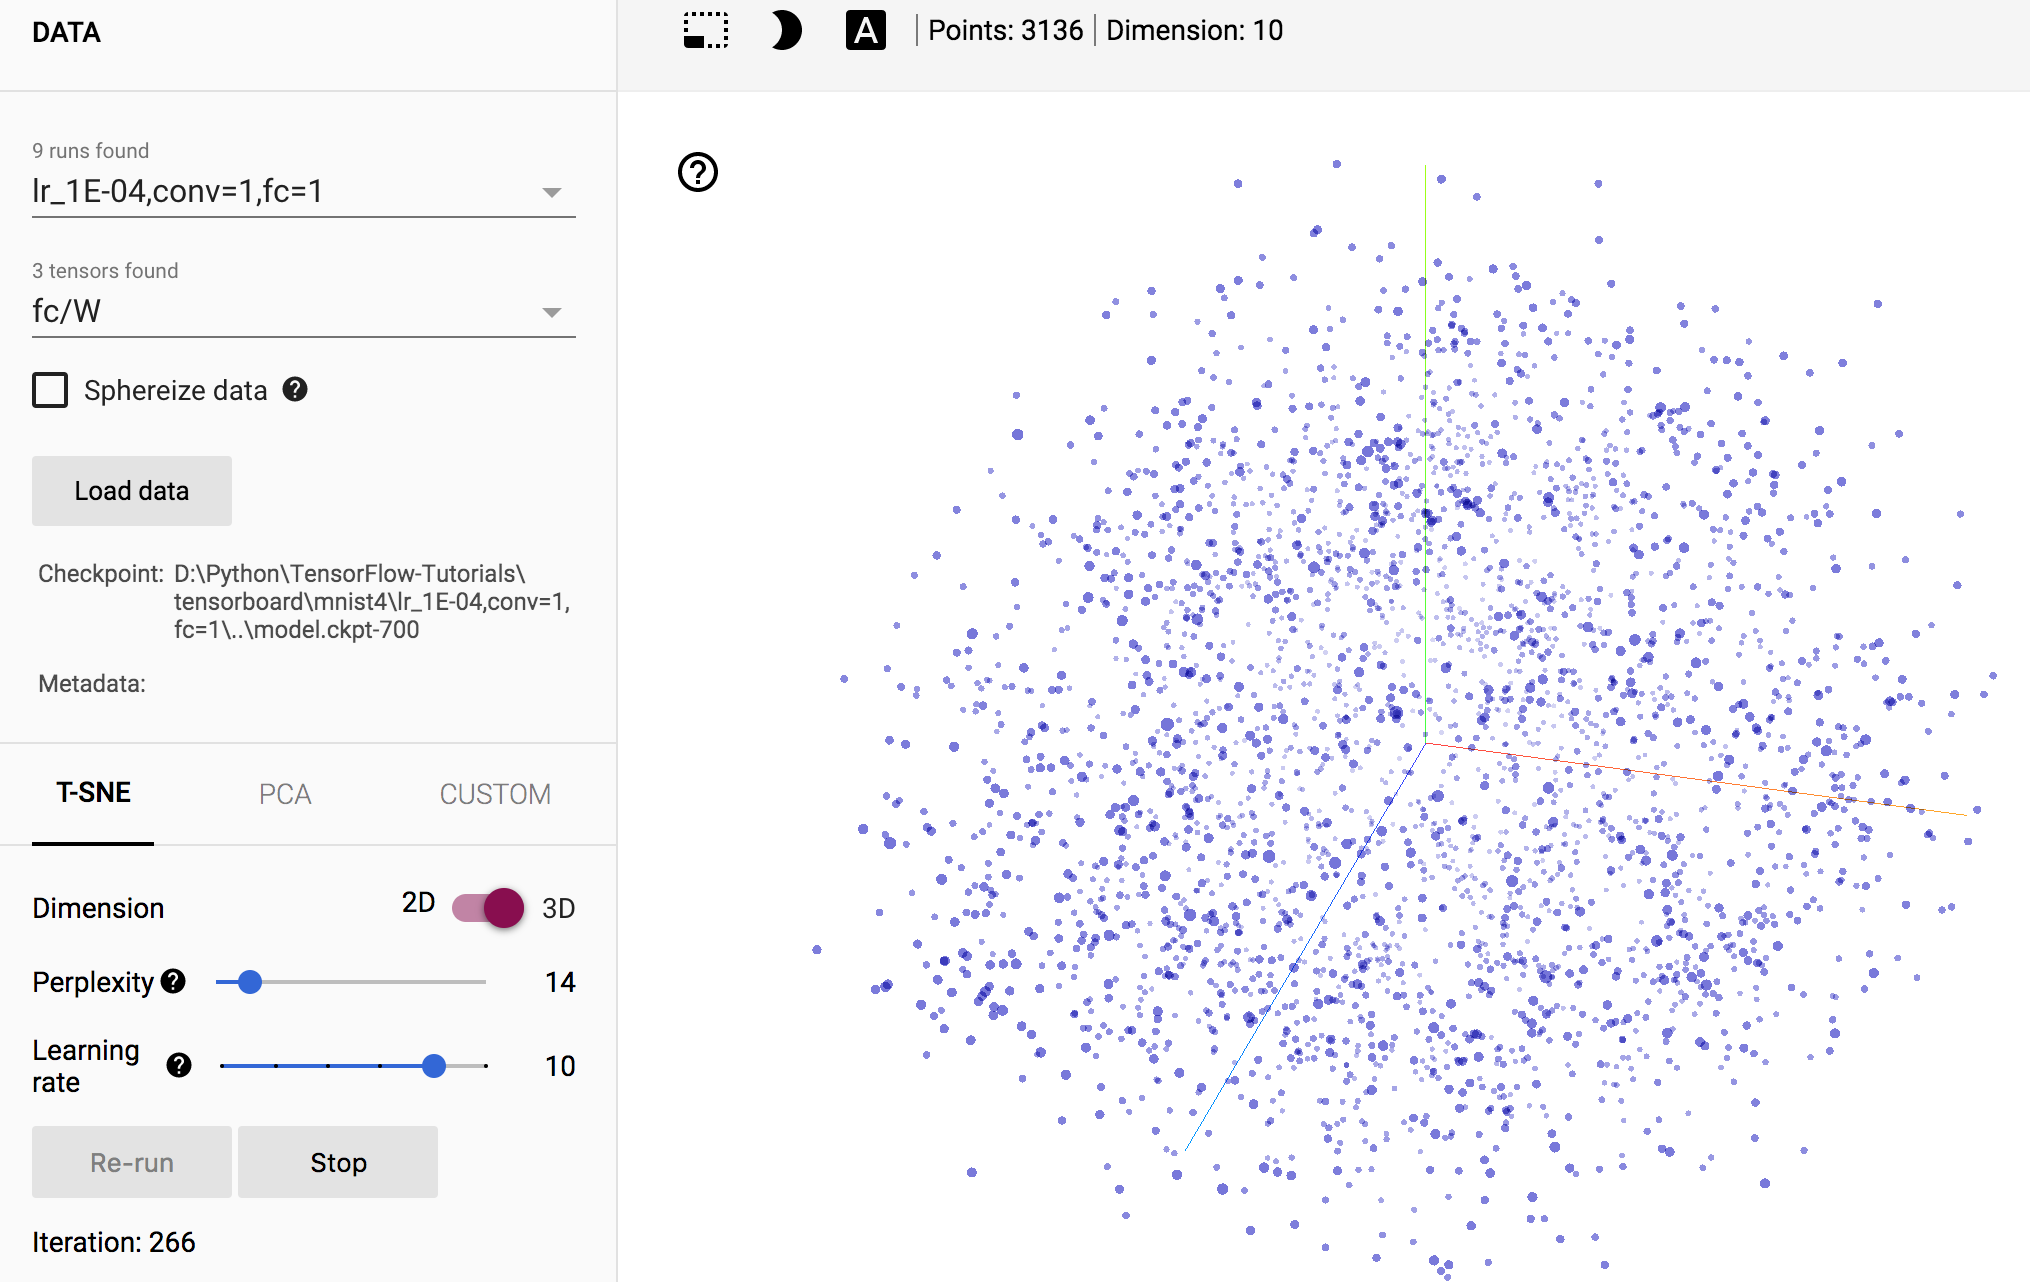 DATA
A
Points: 3136 | Dimension: 10
9 runs found
lr_1E-04,conv=1,fc=1
3 tensors found
fc/W
Sphereize data ?
Load data
Checkpoint: D:\Python\TensorFlow-Tutorials\
tensorboard\mnist4\lr_1E-04,conv=1,
fc=1\..\model.ckpt-700
Metadata:
T-SNE PCA CUSTOM
Dimension 2D 3D
Perplexity ? 14
Learning
rate ? 10
Re-run Stop
Iteration: 266
?